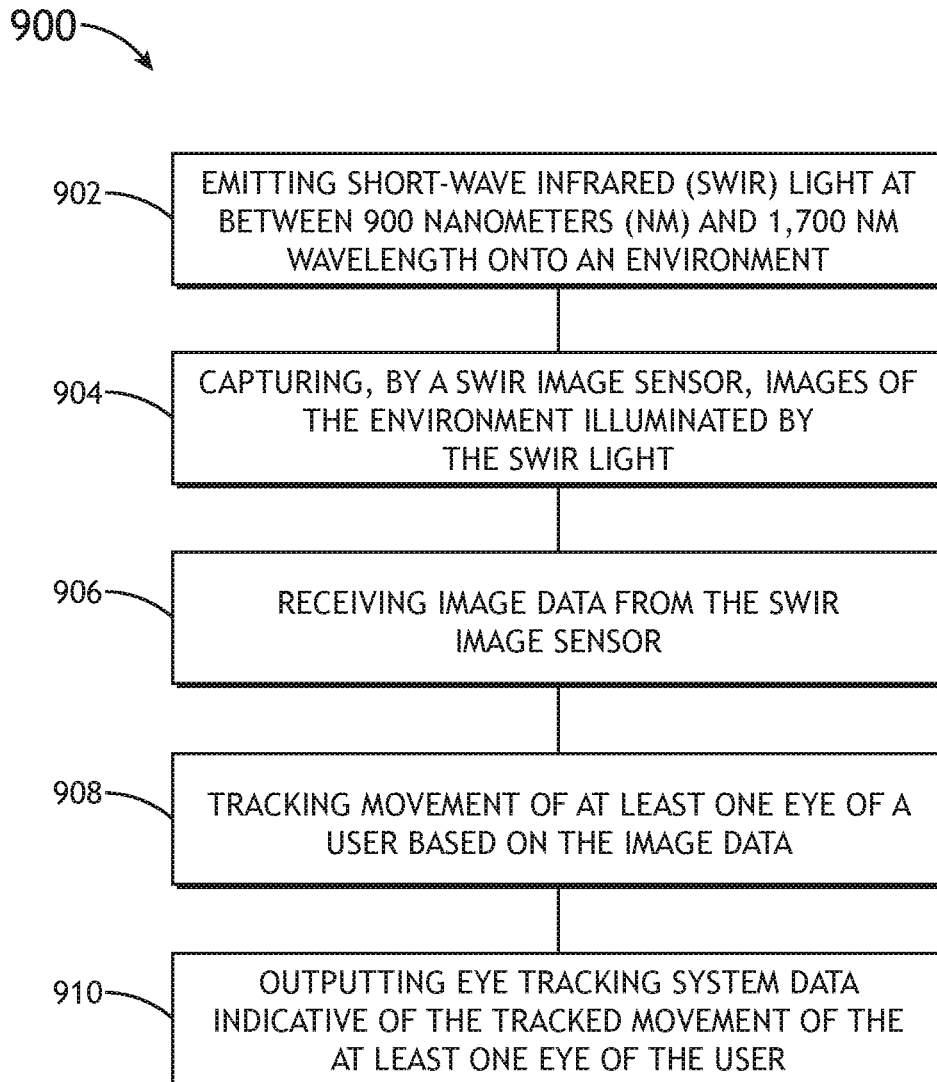 900
902
EMITTING SHORT-WAVE INFRARED (SWIR) LIGHT AT
BETWEEN 900 NANOMETERS (NM) AND 1,700 NM
WAVELENGTH ONTO AN ENVIRONMENT
904
CAPTURING, BY A SWIR IMAGE SENSOR, IMAGES OF
THE ENVIRONMENT ILLUMINATED BY
THE SWIR LIGHT
906
RECEIVING IMAGE DATA FROM THE SWIR
IMAGE SENSOR
908
TRACKING MOVEMENT OF AT LEAST ONE EYE OF A
USER BASED ON THE IMAGE DATA
910
OUTPUTTING EYE TRACKING SYSTEM DATA
INDICATIVE OF THE TRACKED MOVEMENT OF THE
AT LEAST ONE EYE OF THE USER